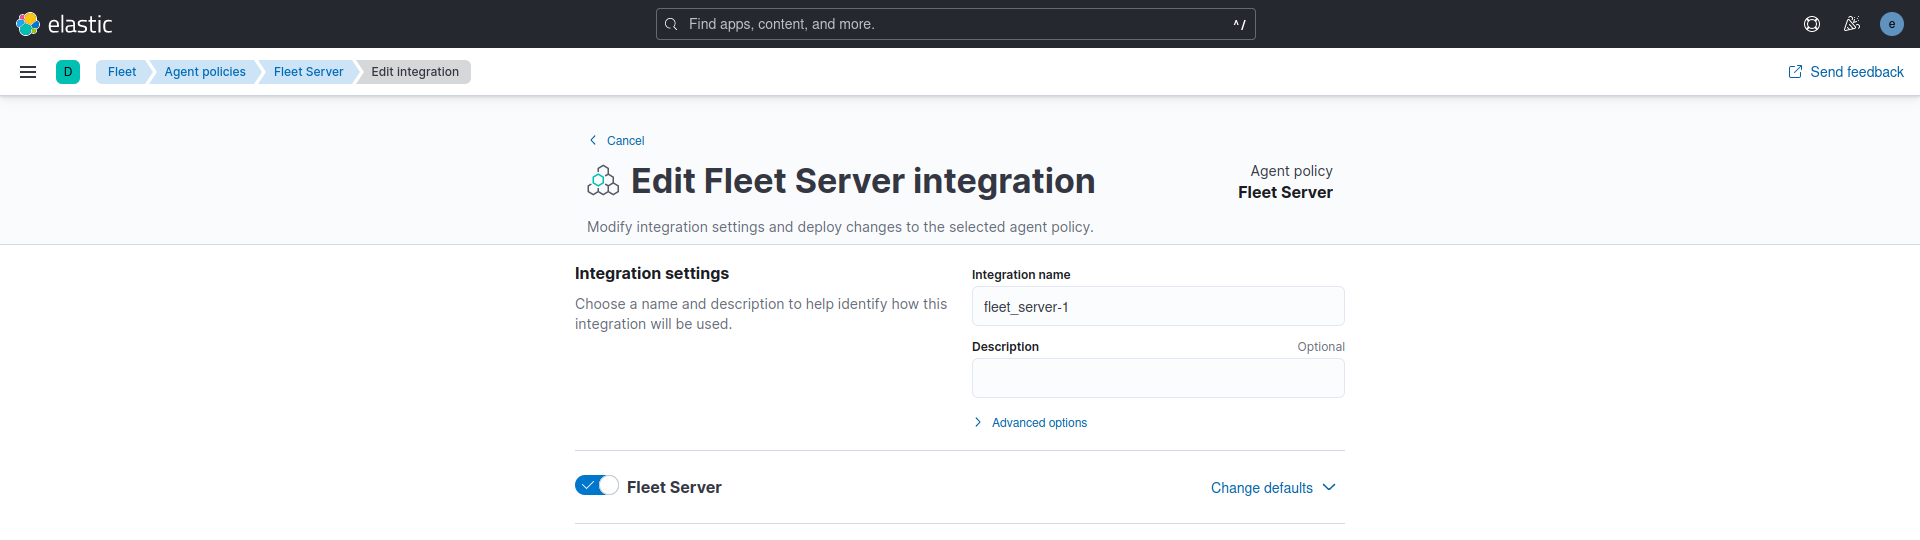 elastic
Find apps, content, and more.
^/
e
D
Fleet
Agent policies
Fleet Server
Edit integration
Send feedback
Cancel
Edit Fleet Server integration
Agent policy
Fleet Server
Modify integration settings and deploy changes to the selected agent policy.
Integration settings
Choose a name and description to help identify how this
integration will be used.
Integration name
fleet_server-1
Description
Optional
Advanced options
Fleet Server
Change defaults